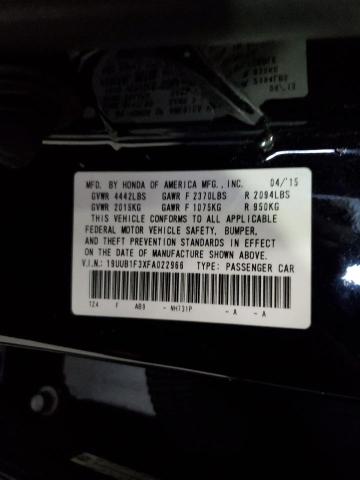 MFD. BY HONDA OF AMERICA MFG., INC. 04/'15
GVWR 4442LBS GAWR F 2370LBS R 2094LBS
GVWR 2015KG GAWR F 1075KG R 950KG
THIS VEHICLE CONFORMS TO ALL APPLICABLE
FEDERAL MOTOR VEHICLE SAFETY, BUMPER,
AND THEFT PREVENTION STANDARDS IN EFFECT
ON THE DATE OF MANUFACTURE SHOWN ABOVE.
V.I.N.: 19UUB1F3XFA022966 TYPE: PASSENGER CAR
TZ4 F AB9 - NH731P - A - A